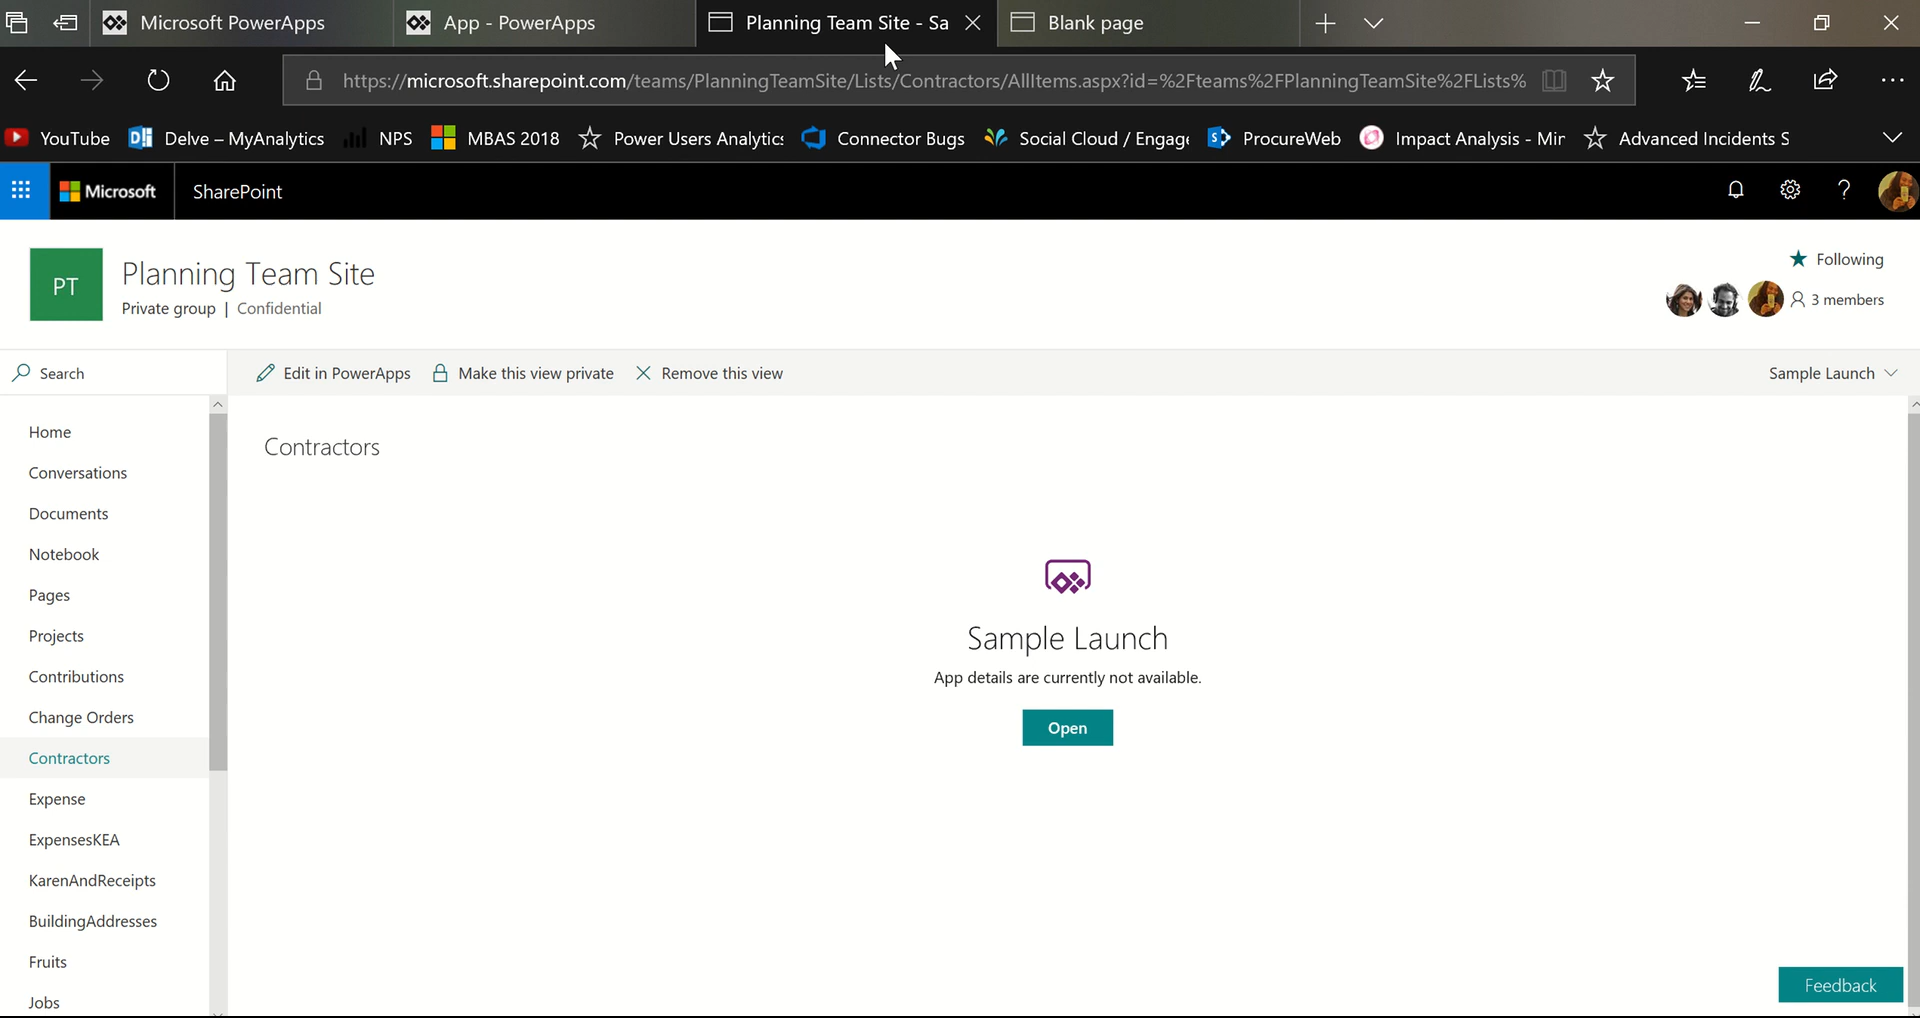 Microsoft PowerApps
App - PowerApps
Planning Team Site - Sa
Blank page
https://microsoft.sharepoint.com/teams/PlanningTeamSite/Lists/Contractors/AllItems.aspx?id=%2Fteams%2FPlanningTeamSite%2FLists%
YouTube
Delve – MyAnalytics
NPS
MBAS 2018
Power Users Analytics
Connector Bugs
Social Cloud / Engage
ProcureWeb
Impact Analysis - Mir
Advanced Incidents S
Microsoft
SharePoint
PT
Planning Team Site
Private group | Confidential
Following
3 members
Search
Edit in PowerApps
Make this view private
Remove this view
Sample Launch
Home
Conversations
Documents
Notebook
Pages
Projects
Contributions
Change Orders
Contractors
Expense
ExpensesKEA
KarenAndReceipts
BuildingAddresses
Fruits
Jobs
Contractors
Sample Launch
App details are currently not available.
Open
Feedback